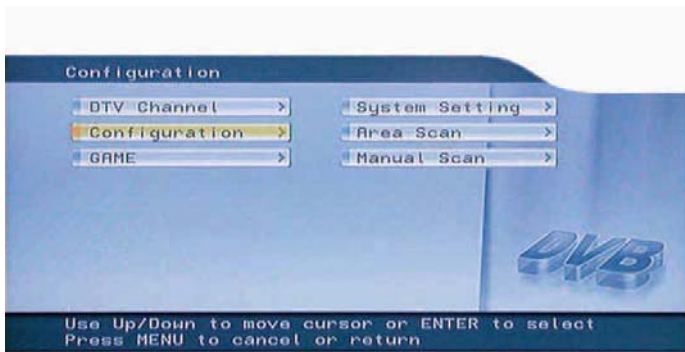 Configuration
DTV Channel >
Configuration >
GAME >
System Setting >
Area Scan >
Manual Scan >
DVB
Use Up/Down to move cursor or ENTER to select
Press MENU to cancel or return